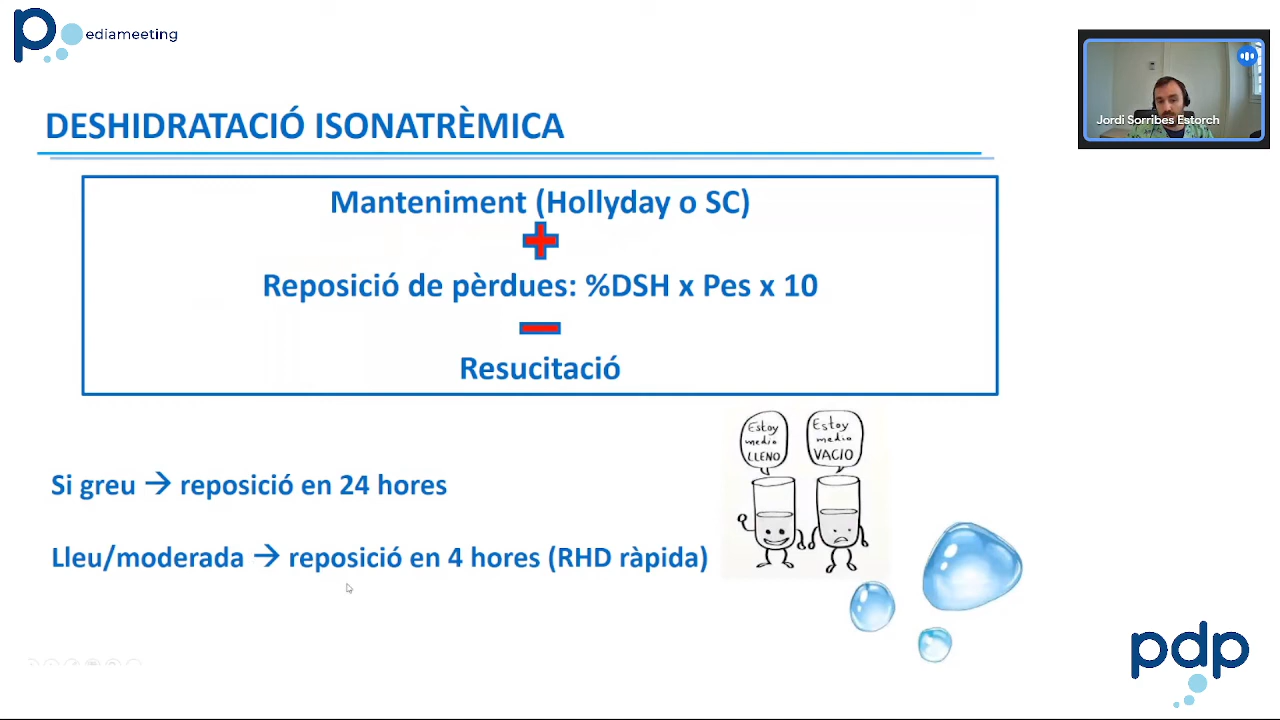 pediameeting
Jordi Sorribes Estorch
DESHIDRATACIÓ ISONATRÈMICA
Manteniment (Hollyday o SC)
Reposició de pèrdues: %DSH x Pes x 10
Resucitació
Estoy
medio
LLENO
Estoy
medio
VACIO
Si greu → reposició en 24 hores
Lleu/moderada → reposició en 4 hores (RHD ràpida)
pdp